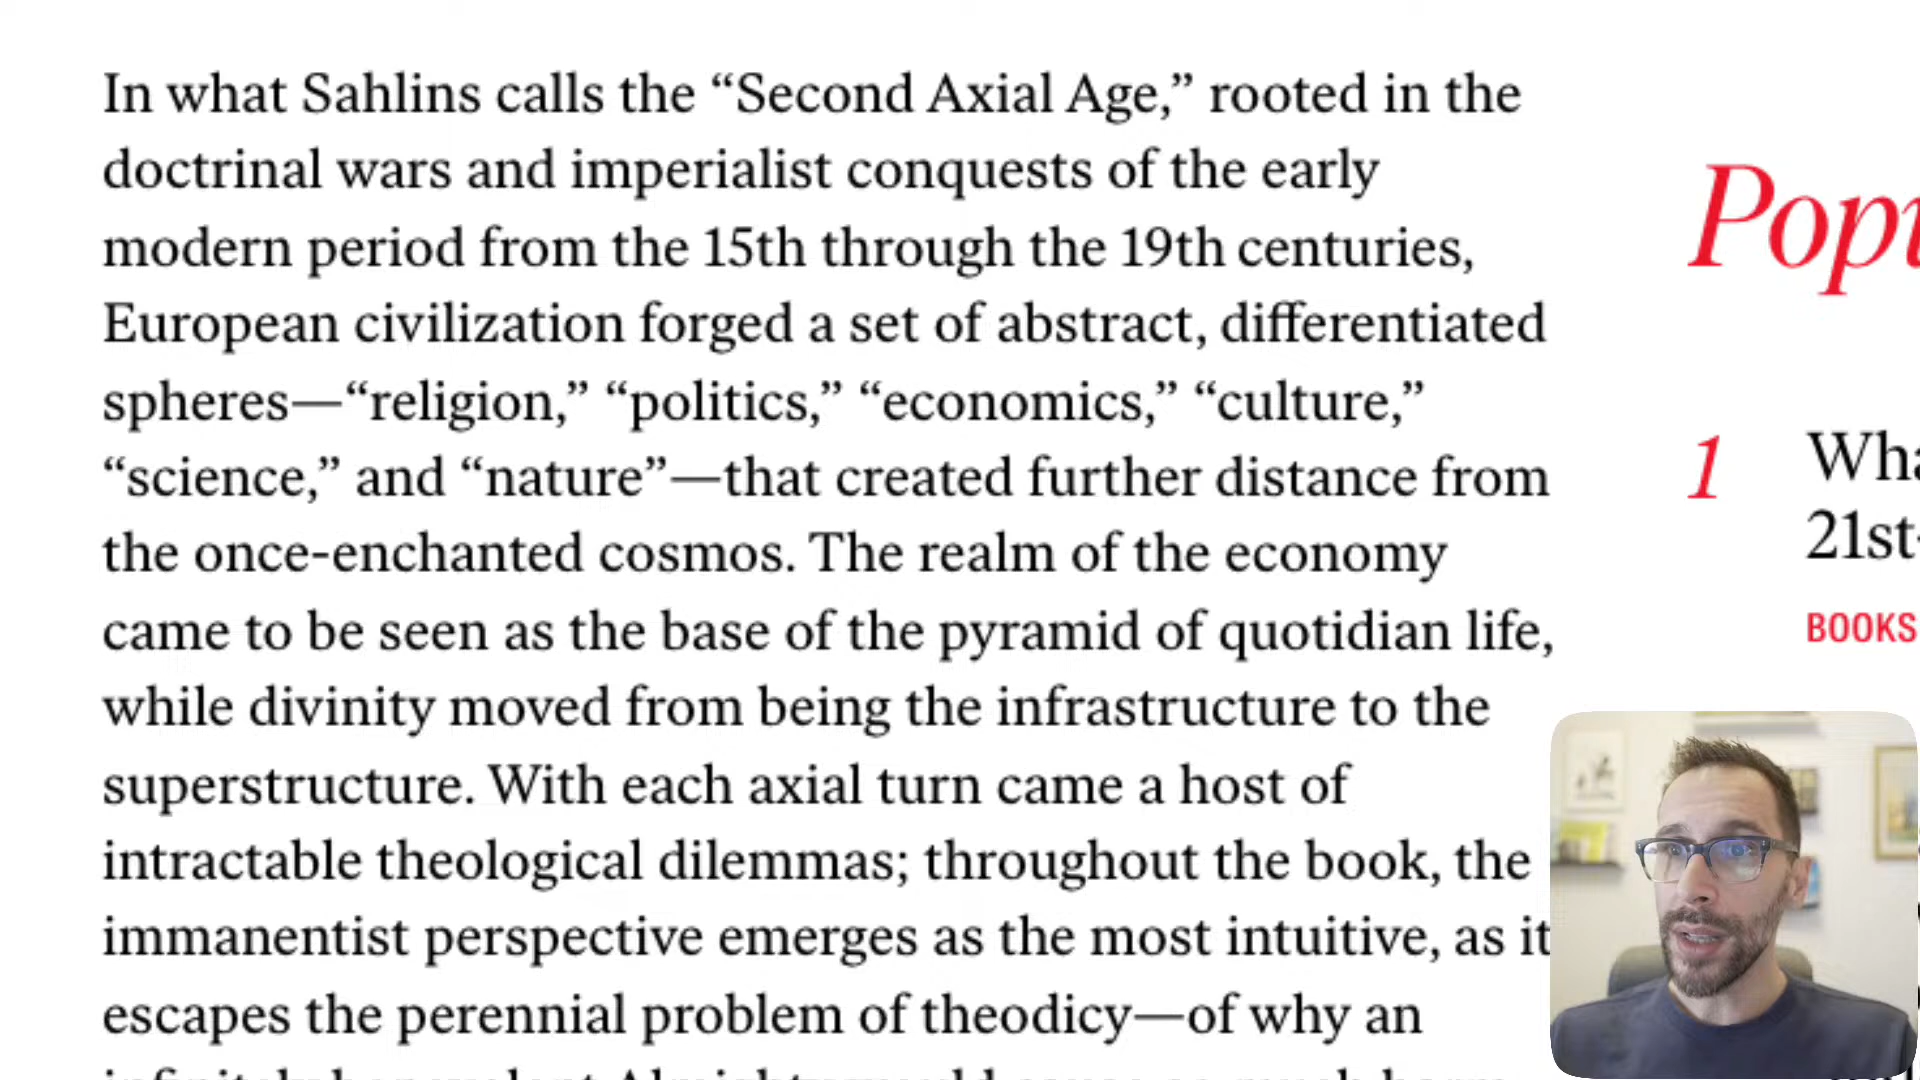 In what Sahlins calls the “Second Axial Age,” rooted in the
doctrinal wars and imperialist conquests of the early
modern period from the 15th through the 19th centuries,
European civilization forged a set of abstract, differentiated
spheres—“religion,” “politics,” “economics,” “culture,”
“science,” and “nature”—that created further distance from
the once-enchanted cosmos. The realm of the economy
came to be seen as the base of the pyramid of quotidian life,
while divinity moved from being the infrastructure to the
superstructure. With each axial turn came a host of
intractable theological dilemmas; throughout the book, the
immanentist perspective emerges as the most intuitive, as it
escapes the perennial problem of theodicy—of why an
1
21st-
BOOKS